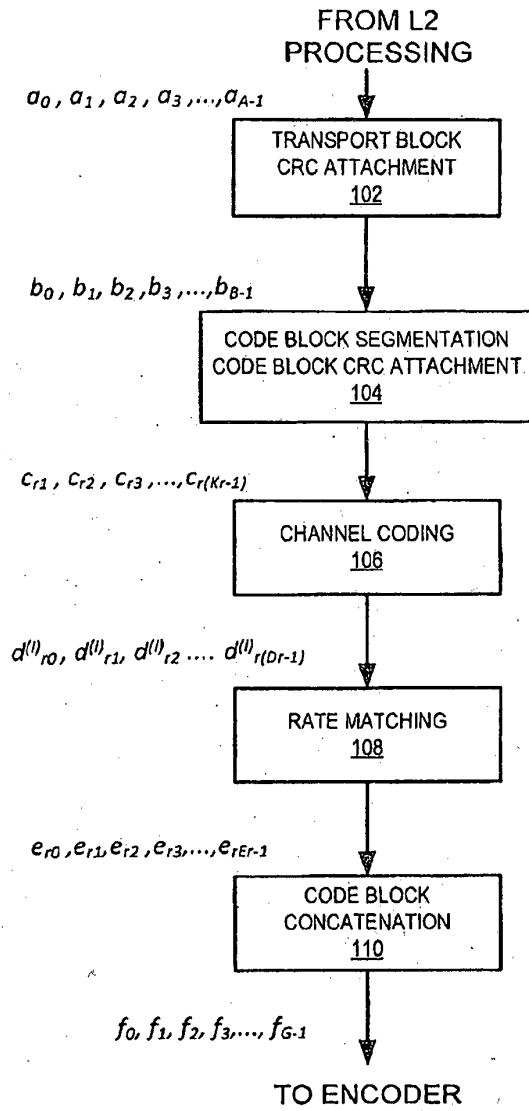 FROM L2
PROCESSING
a0, a1, a2, a3,...,aA-1
TRANSPORT BLOCK
CRC ATTACHMENT
102
b0, b1, b2, b3,...,bB-1
CODE BLOCK SEGMENTATION
CODE BLOCK CRC ATTACHMENT
104
cr1, cr2, cr3,...,cr(Kr-1)
CHANNEL CODING
106
d(i)r0, d(i)r1, d(i)r2 .... d(i)r(Dr-1)
RATE MATCHING
108
er0,er1,er2,er3,...,erEr-1
CODE BLOCK
CONCATENATION
110
f0, f1, f2, f3,..., fG-1
TO ENCODER